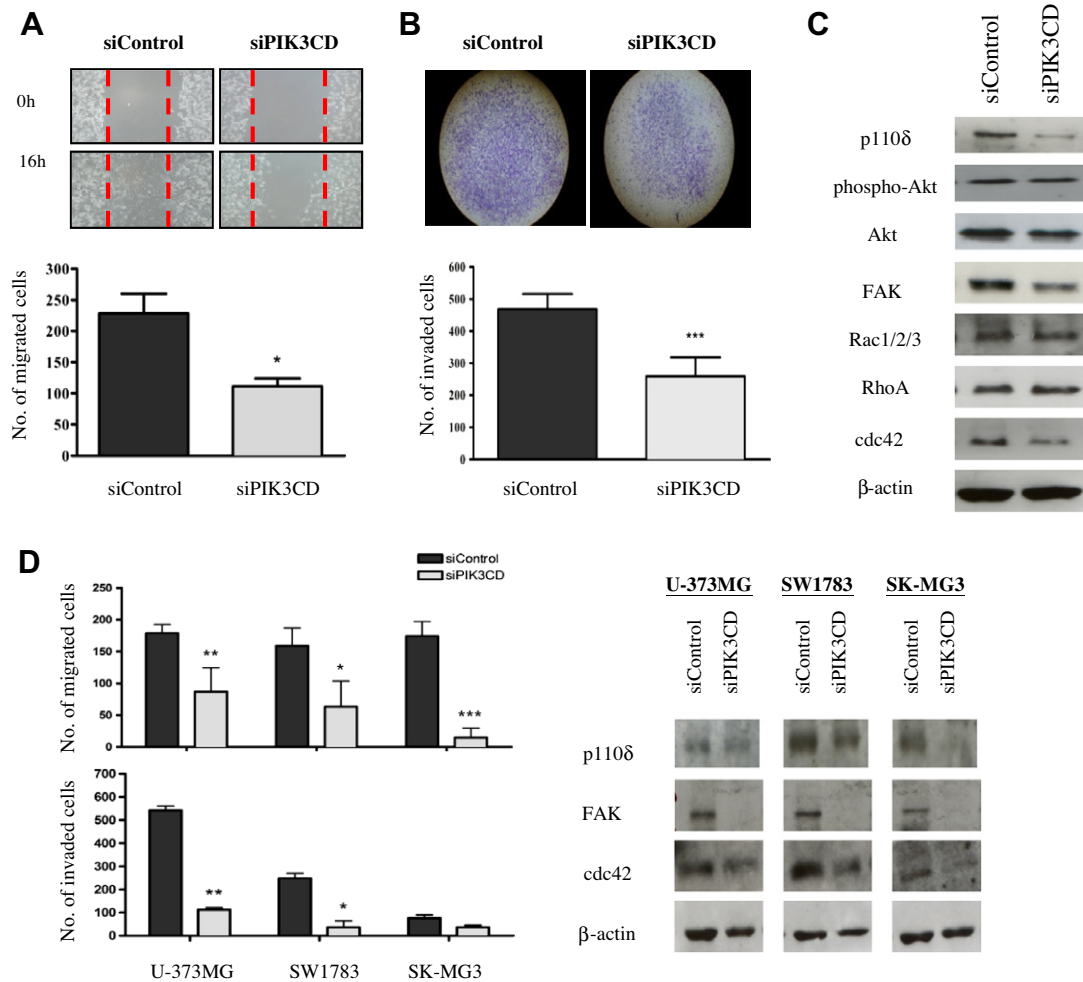 A
siControl
siPIK3CD
0h
16h
No. of migrated cells
300
250
200
150
100
50
0
*
siControl
siPIK3CD
B
siControl
siPIK3CD
No. of invaded cells
600
500
400
300
200
100
0
***
siControl
siPIK3CD
C
siControl
siPIK3CD
p110δ
phospho-Akt
Akt
FAK
Rac1/2/3
RhoA
cdc42
β-actin
D
siControl
siPIK3CD
No. of migrated cells
250
200
150
100
50
0
**
*
***
No. of invaded cells
700
600
500
400
300
200
100
0
**
*
U-373MG
SW1783
SK-MG3
U-373MG
SW1783
SK-MG3
siControl
siPIK3CD
siControl
siPIK3CD
siControl
siPIK3CD
p110δ
FAK
cdc42
β-actin